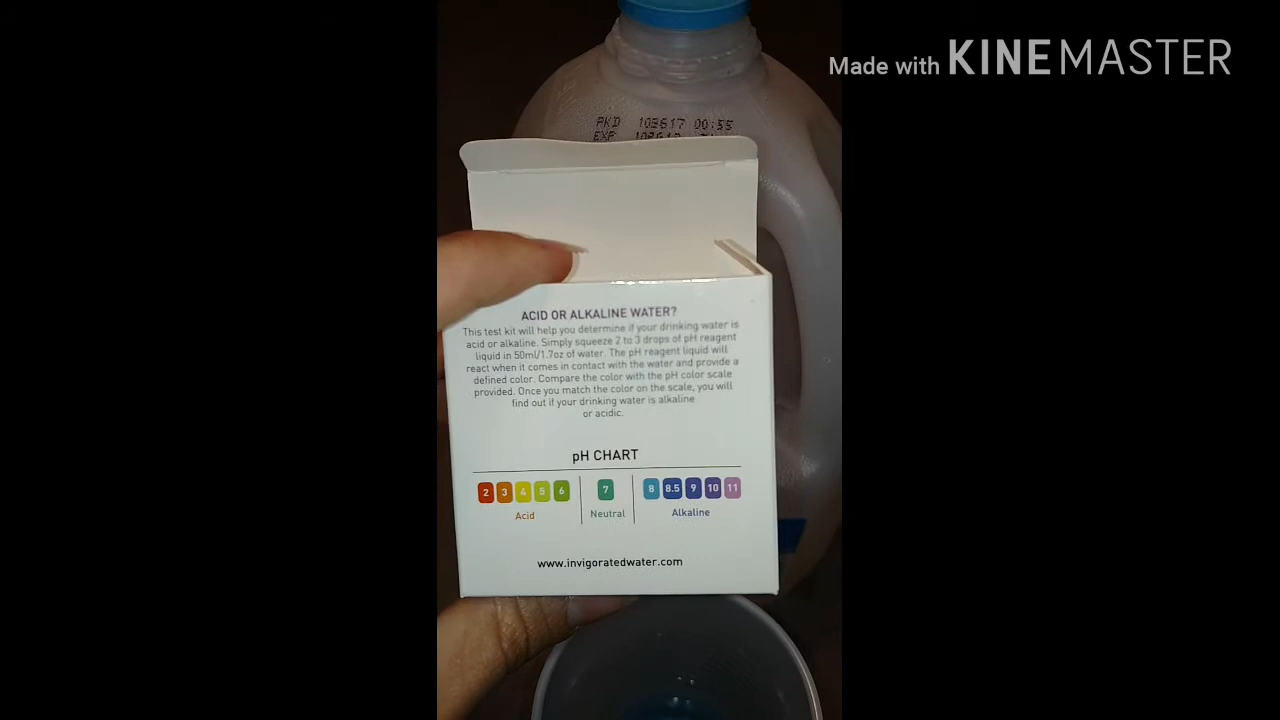 Made with KINEMASTER
PKD 102617 00:55
EXP
ACID OR ALKALINE WATER?
This test kit will help you determine if your drinking water is
acid or alkaline. Simply squeeze 2 to 3 drops of pH reagent
liquid in 50ml/1.7oz of water. The pH reagent liquid will
react when it comes in contact with the water and provide a
defined color. Compare the color with the pH color scale
provided. Once you match the color on the scale, you will
find out if your drinking water is alkaline
or acidic.
pH CHART
2 3 4 5 6 7 8 8.5 9 10 11
Acid Neutral Alkaline
www.invigoratedwater.com